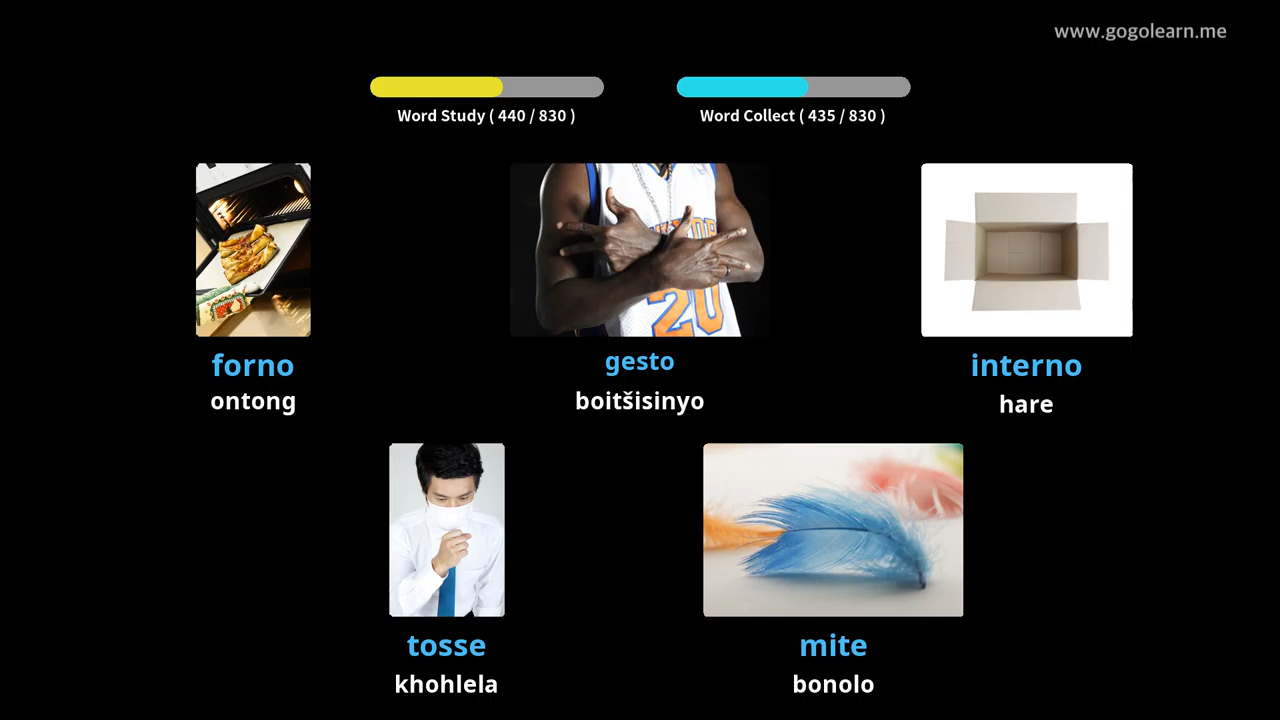 www.gogolearn.me
Word Study ( 440 / 830 )
Word Collect ( 435 / 830 )
20
forno
ontong
gesto
boitšisinyo
interno
hare
tosse
khohlela
mite
bonolo